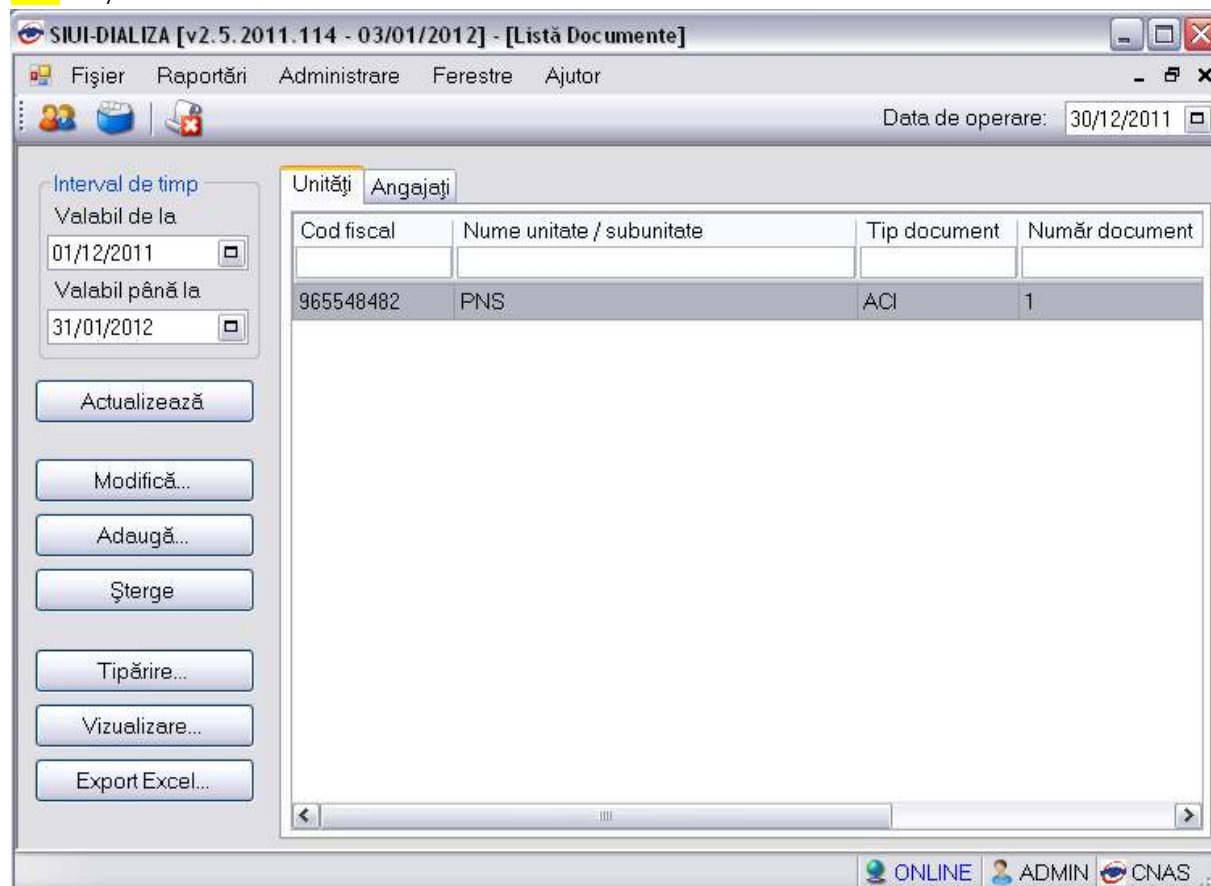 SIUI-DIALIZA [v2.5.2011.114 - 03/01/2012] - [Listă Documente]
Fişier Raportări Administrare Ferestre Ajutor
Data de operare: 30/12/2011
Interval de timp
Valabil de la
01/12/2011
Valabil până la
31/01/2012
Actualizează
Modifică...
Adaugă...
Şterge
Tipărire...
Vizualizare...
Export Excel...
Unităţi Angajaţi
Cod fiscal Nume unitate / subunitate Tip document Număr document
965548482 PNS ACI 1
ONLINE ADMIN CNAS